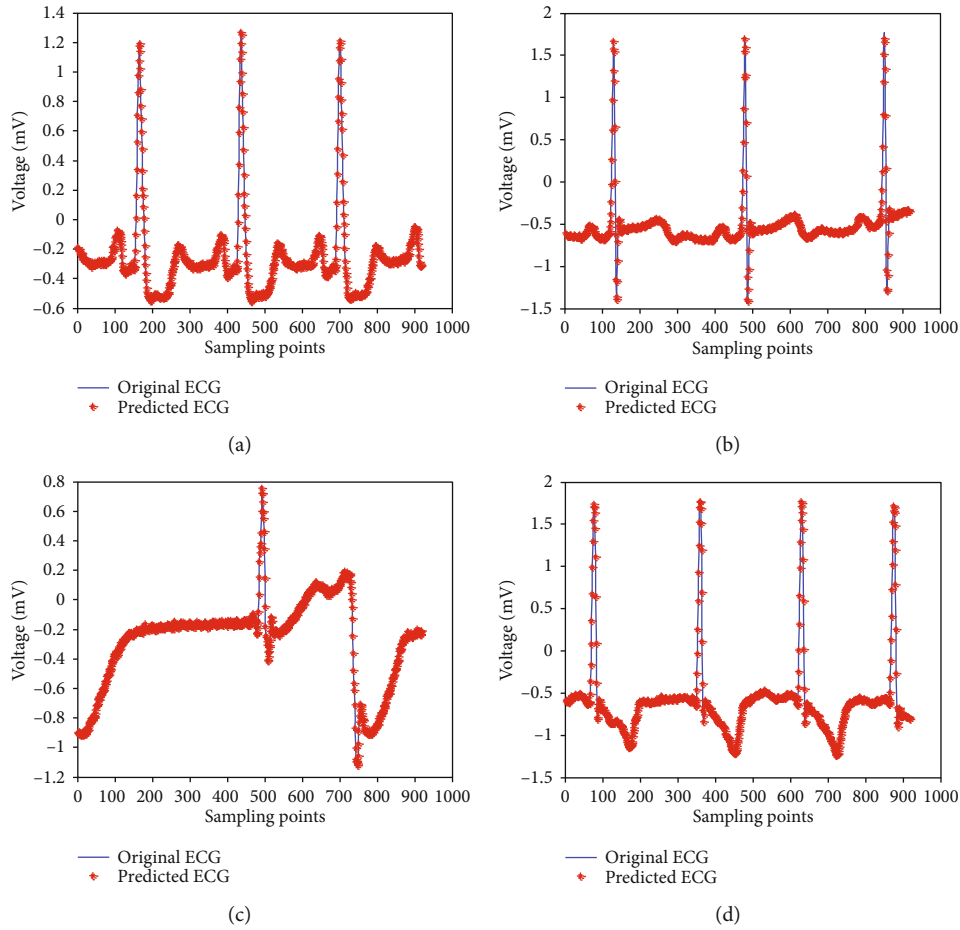 1.4
1.2
1
0.8
0.6
0.4
0.2
0
−0.2
−0.4
−0.6
Voltage (mV)
0 100 200 300 400 500 600 700 800 900 1000
Sampling points
Original ECG
Predicted ECG
(a)
2
1.5
1
0.5
0
−0.5
−1
−1.5
Voltage (mV)
0 100 200 300 400 500 600 700 800 900 1000
Sampling points
Original ECG
Predicted ECG
(b)
0.8
0.6
0.4
0.2
0
−0.2
−0.4
−0.6
−0.8
−1
−1.2
Voltage (mV)
0 100 200 300 400 500 600 700 800 900 1000
Sampling points
Original ECG
Predicted ECG
(c)
2
1.5
1
0.5
0
−0.5
−1
−1.5
Voltage (mV)
0 100 200 300 400 500 600 700 800 900 1000
Sampling points
Original ECG
Predicted ECG
(d)